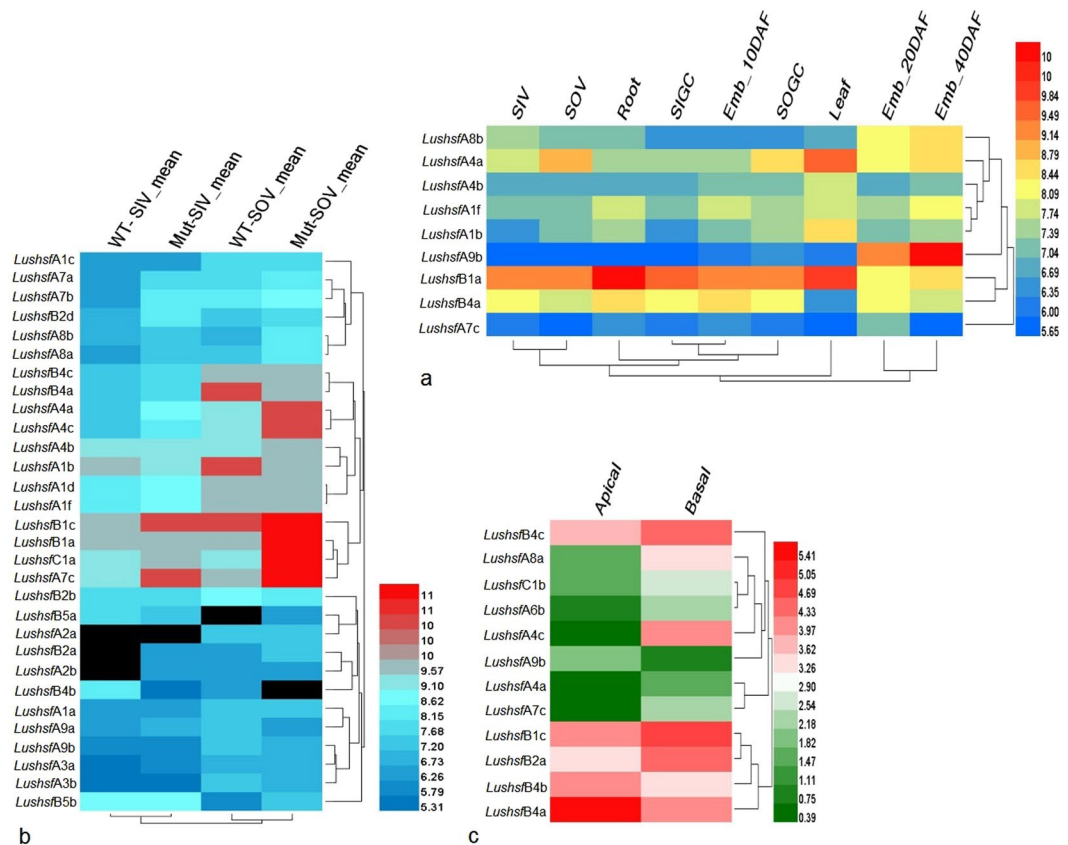 SIV
SOV
Root
SIGC
Emb_10DAF
SOGC
Leaf
Emb_20DAF
Emb_40DAF
LushsfA8b
LushsfA4a
LushsfA4b
LushsfA1f
LushsfA1b
LushsfA9b
LushsfB1a
LushsfB4a
LushsfA7c
10
10
9.84
9.49
9.14
8.79
8.44
8.09
7.74
7.39
7.04
6.69
6.35
6.00
5.65
a
WT- SIV_mean
Mut-SIV_mean
WT-SOV_mean
Mut-SOV_mean
LushsfA1c
LushsfA7a
LushsfA7b
LushsfB2d
LushsfA8b
LushsfA8a
LushsfB4c
LushsfB4a
LushsfA4a
LushsfA4c
LushsfA4b
LushsfA1b
LushsfA1d
LushsfA1f
LushsfB1c
LushsfB1a
LushsfC1a
LushsfA7c
LushsfB2b
LushsfB5a
LushsfA2a
LushsfB2a
LushsfA2b
LushsfB4b
LushsfA1a
LushsfA9a
LushsfA9b
LushsfA3a
LushsfA3b
LushsfB5b
11
11
10
10
9.57
9.10
8.62
8.15
7.68
7.20
6.73
6.26
5.79
5.31
b
Apical
Basal
LushsfB4c
LushsfA8a
LushsfC1b
LushsfA6b
LushsfA4c
LushsfA9b
LushsfA4a
LushsfA7c
LushsfB1c
LushsfB2a
LushsfB4b
LushsfB4a
5.41
5.05
4.69
4.33
3.97
3.62
3.26
2.90
2.54
2.18
1.82
1.47
1.11
0.75
0.39
c